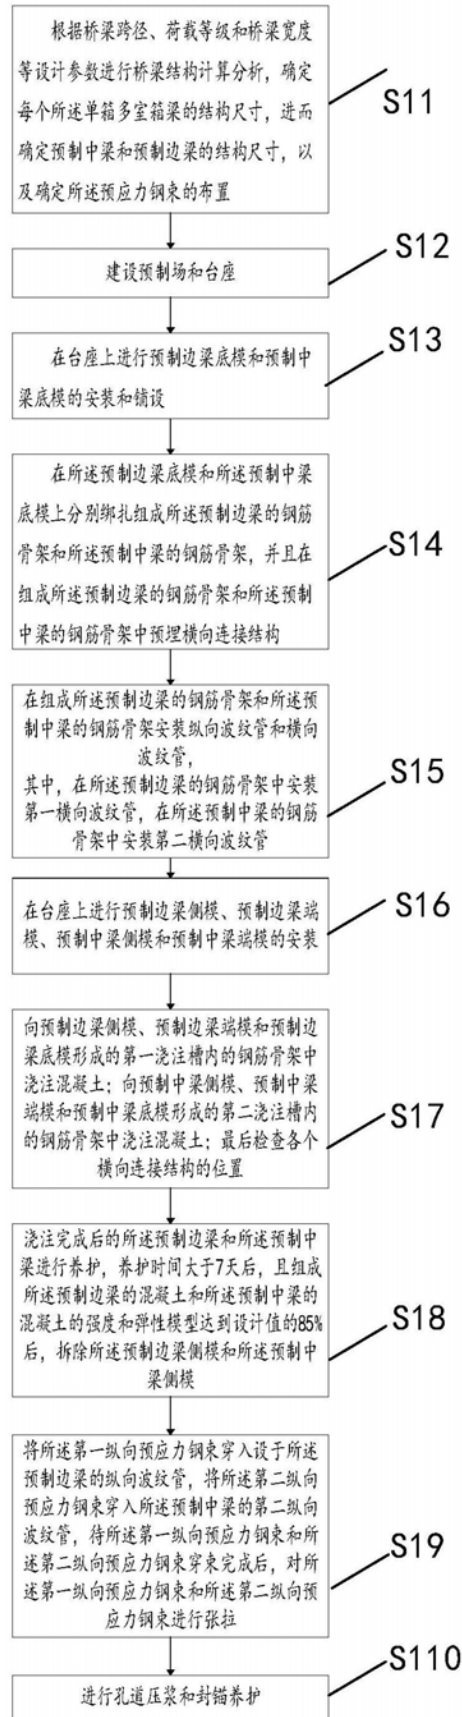 根据桥梁跨径、荷载等级和桥梁宽度
等设计参数进行桥梁结构计算分析，确定
每个所述单箱多室箱梁的结构尺寸，进而
确定预制中梁和预制边梁的结构尺寸，以
及确定所述预应力钢束的布置
S11
建设预制场和台座
S12
在台座上进行预制边梁底模和预制中
梁底模的安装和铺设
S13
在所述预制边梁底模和所述预制中梁
底模上分别绑扎组成所述预制边梁的钢筋
骨架和所述预制中梁的钢筋骨架，并且在
组成所述预制边梁的钢筋骨架和所述预制
中梁的钢筋骨架中预埋横向连接结构
S14
在组成所述预制边梁的钢筋骨架和所述预
制中梁的钢筋骨架安装纵向波纹管和横向
波纹管，
其中，在所述预制边梁的钢筋骨架中安装
第一横向波纹管，在所述预制中梁的钢筋
骨架中安装第二横向波纹管
S15
在台座上进行预制边梁侧模、预制边梁端
模、预制中梁侧模和预制中梁端模的安装
S16
向预制边梁侧模、预制边梁端模和预制边
梁底模形成的第一浇注槽内的钢筋骨架中
浇注混凝土；向预制中梁侧模、预制中梁
端模和预制中梁底模形成的第二浇注槽内
的钢筋骨架中浇注混凝土；最后检查各个
横向连接结构的位置
S17
浇注完成后的所述预制边梁和所述预制中
梁进行养护，养护时间大于7天后，且组成
所述预制边梁的混凝土和所述预制中梁的
混凝土的强度和弹性模型达到设计值的85%
后，拆除所述预制边梁侧模和所述预制中
梁侧模
S18
将所述第一纵向预应力钢束穿入设于所述
预制边梁的纵向波纹管，将所述第二纵向
预应力钢束穿入所述预制中梁的第二纵向
波纹管，待所述第一纵向预应力钢束和所
述第二纵向预应力钢束穿束完成后，对所
述第一纵向预应力钢束和所述第二纵向预
应力钢束进行张拉
S19
进行孔道压浆和封锚养护
S110